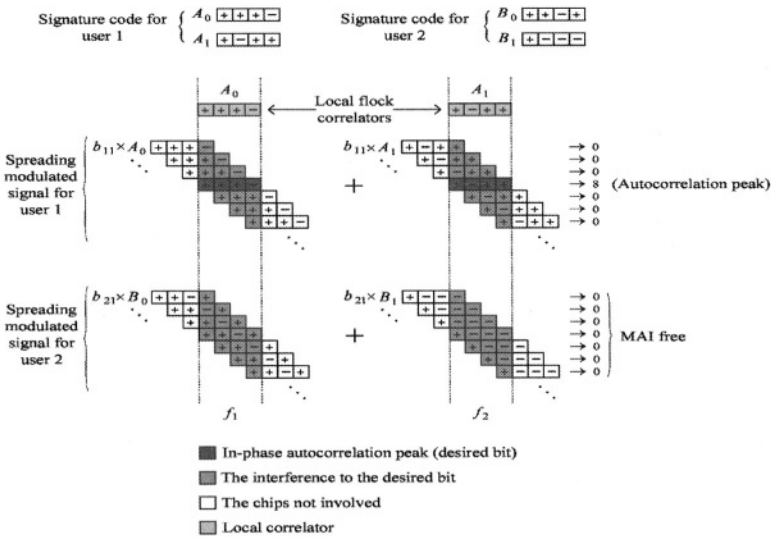 Signature code for user 1 { A0 + + + −
A1 + − + +
Signature code for user 2 { B0 + + − +
B1 + − − −
A0
+ + + −
Local flock correlators
A1
+ − + +
Spreading modulated signal for user 1
b11 × A0
+ + + −
+ + + −
+ + + −
+ + + −
+ + + −
+ + + −
+ + + −
+
b11 × A1
+ − + +
+ − + +
+ − + +
+ − + +
+ − + +
+ − + +
+ − + +
→ 0
→ 0
→ 0
→ 8 (Autocorrelation peak)
→ 0
→ 0
→ 0
Spreading modulated signal for user 2
b21 × B0
+ + − +
+ + − +
+ + − +
+ + − +
+ + − +
+ + − +
+ + − +
+
b21 × B1
+ − − −
+ − − −
+ − − −
+ − − −
+ − − −
+ − − −
+ − − −
→ 0
→ 0
→ 0
→ 0
→ 0
→ 0
→ 0
MAI free
f1
f2
In-phase autocorrelation peak (desired bit)
The interference to the desired bit
The chips not involved
Local correlator